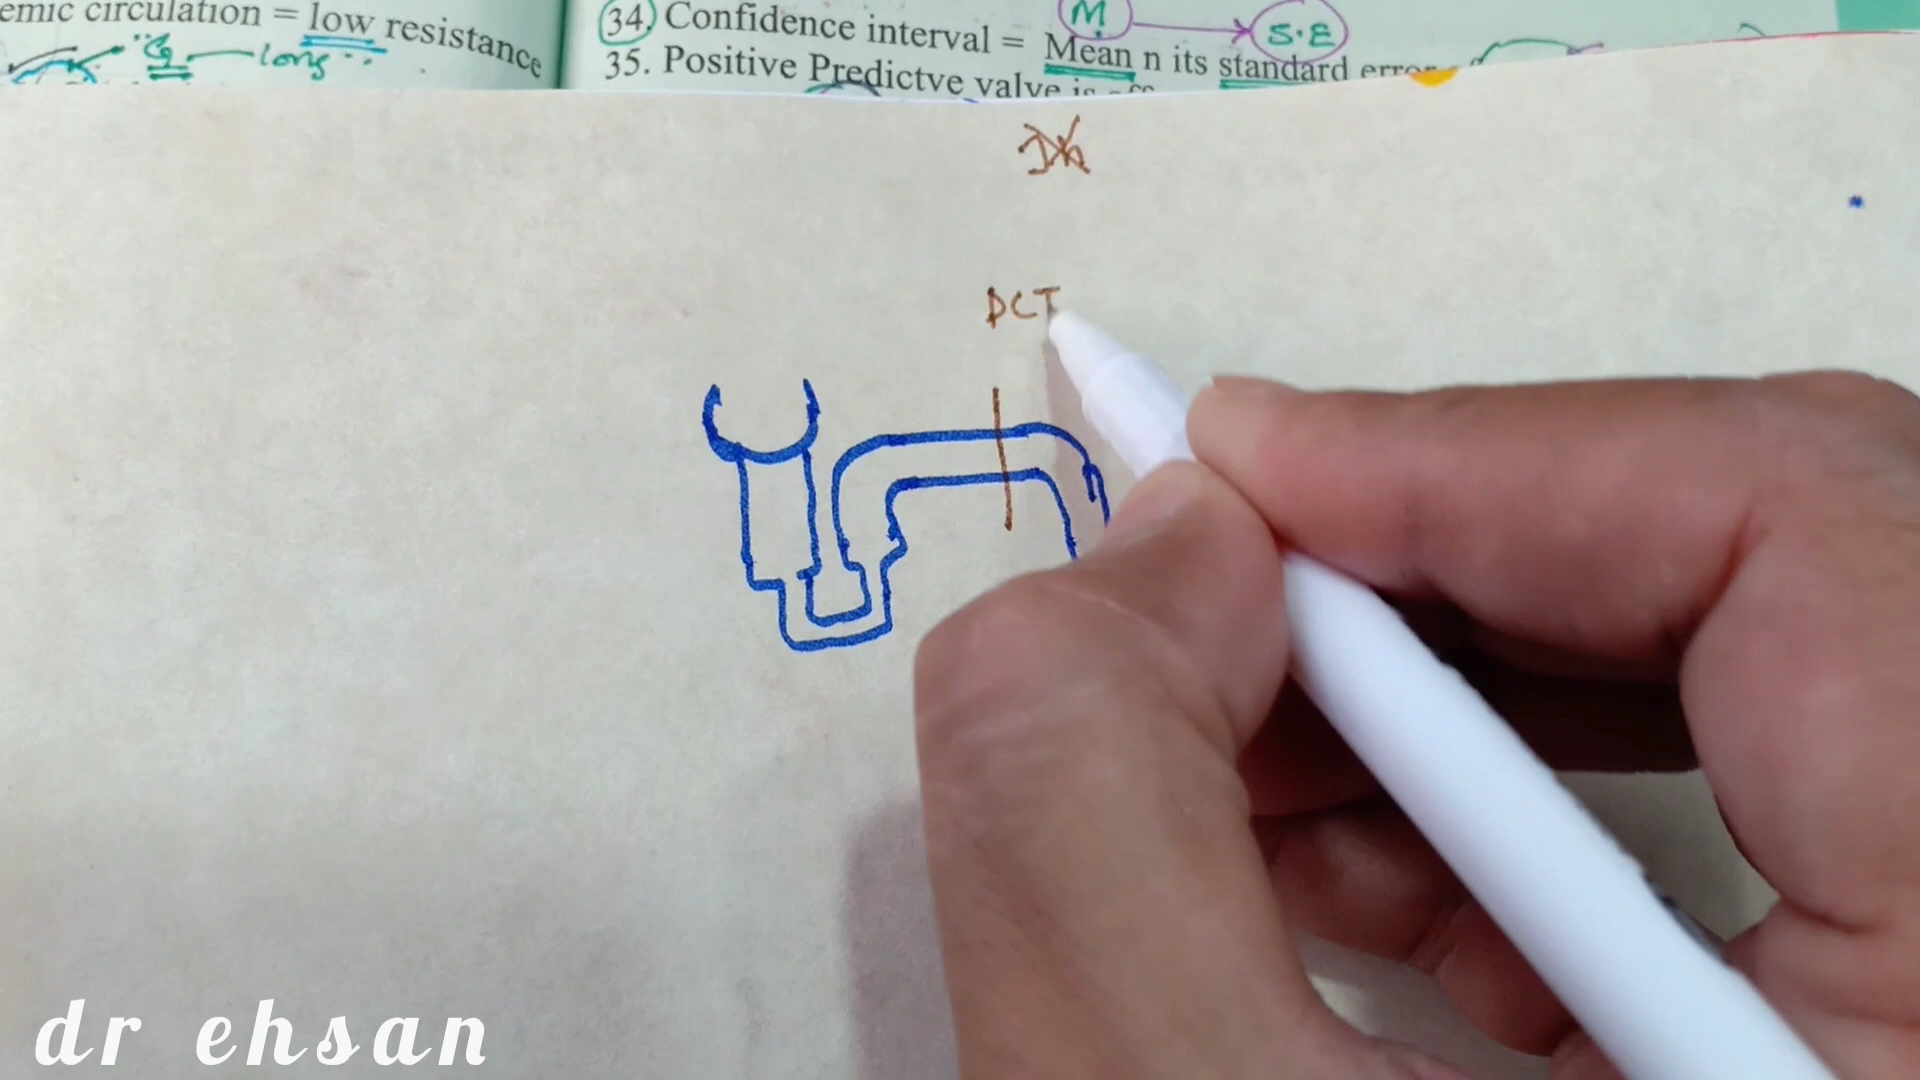 emic circulation = low resistance
long
34. Confidence interval = Mean n its standard error
M
S.E
35. Positive Predictve valve is
DCT
dr ehsan